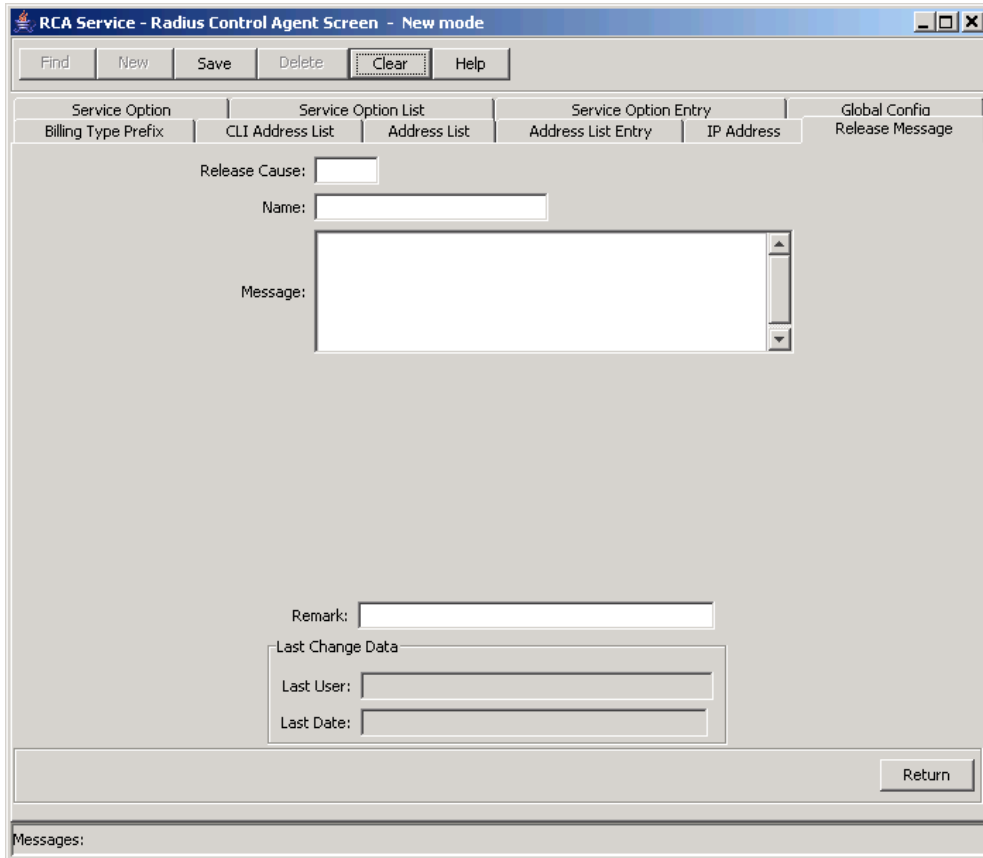 RCA Service - Radius Control Agent Screen - New mode
Find New Save Delete Clear Help
Service Option Service Option List Service Option Entry Global Config
Billing Type Prefix CLI Address List Address List Address List Entry IP Address Release Message
Release Cause:
Name:
Message:
Remark:
Last Change Data
Last User:
Last Date:
Return
Messages: